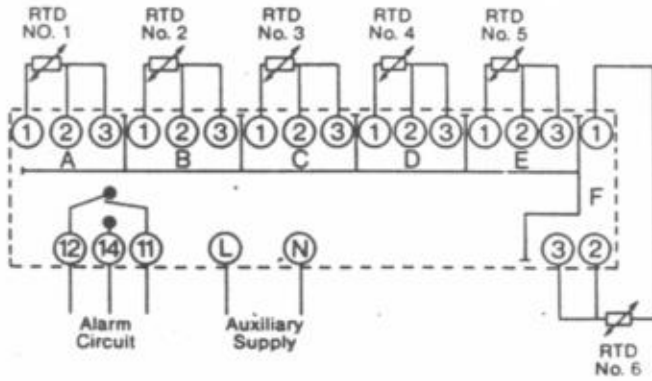 RTD RTD RTD RTD RTD
NO. 1 No. 2 No. 3 No. 4 No. 5
1 2 3 1 2 3 1 2 3 1 2 3 1 2 3 1
A B C D E
F
12 14 11 L N 3 2
Alarm Auxiliary
Circuit Supply
RTD
No. 6